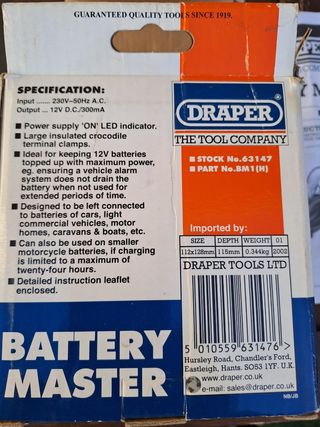 GUARANTEED QUALITY TOOLS SINCE 1919.
SPECIFICATION:
Input ....... 230V~50Hz A.C.
Output ... 12V D.C./300mA
■ Power supply 'ON' LED indicator.
■ Large insulated crocodile
terminal clamps.
■ Ideal for keeping 12V batteries
topped up with maximum power,
eg. ensuring a vehicle alarm
system does not drain the
battery when not used for
extended periods of time.
■ Designed to be left connected
to batteries of cars, light
commercial vehicles, motor
homes, caravans & boats, etc.
■ Can also be used on smaller
motorcycle batteries, if charging
is limited to a maximum of
twenty-four hours.
■ Detailed instruction leaflet
enclosed.
BATTERY
MASTER
DRAPER
THE TOOL COMPANY
■ STOCK No.63147
■ PART No.BM1(H)
Imported by:
SIZE DEPTH WEIGHT 01
112x128mm 115mm 0.344kg 2002
DRAPER TOOLS LTD
5 010559 631476 >
Hursley Road, Chandler's Ford,
Eastleigh, Hants. SO53 1YF. U.K.
www.draper.co.uk
e-mail: sales@draper.co.uk
NB/JB